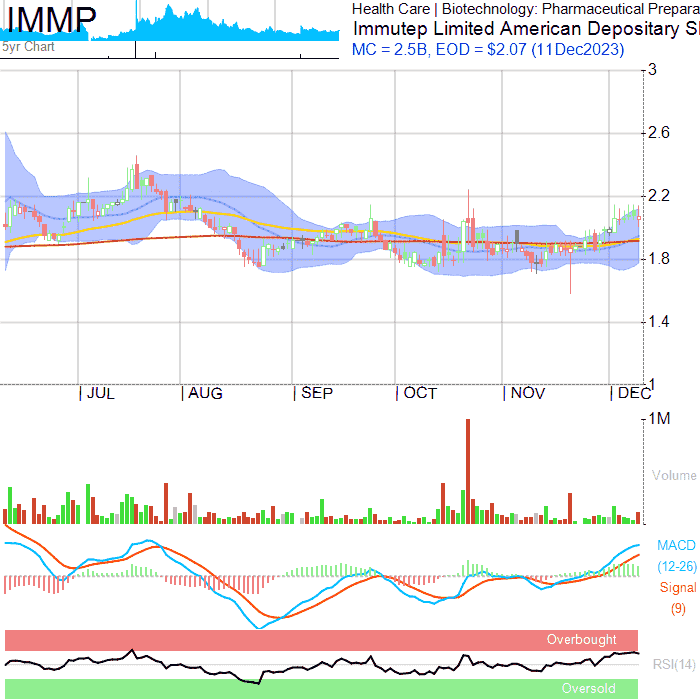 IMMP
5yr Chart
Health Care | Biotechnology: Pharmaceutical Prepara
Immutep Limited American Depositary S
MC = 2.5B, EOD = $2.07 (11Dec2023)
3
2.6
2.2
1.8
1.4
1
JUL AUG SEP OCT NOV DEC
1M
Volume
MACD
(12-26)
Signal
(9)
Overbought
RSI(14)
Oversold